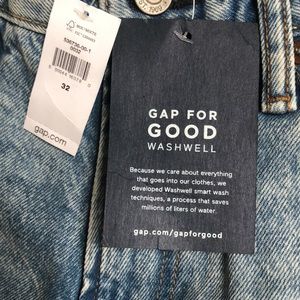 32
gap.com
GAP FOR
GOOD
WASHWELL
Because we care about everything
that goes into our clothes, we
developed Washwell smart wash
techniques, a process that saves
millions of liters of water.
gap.com/gapforgood